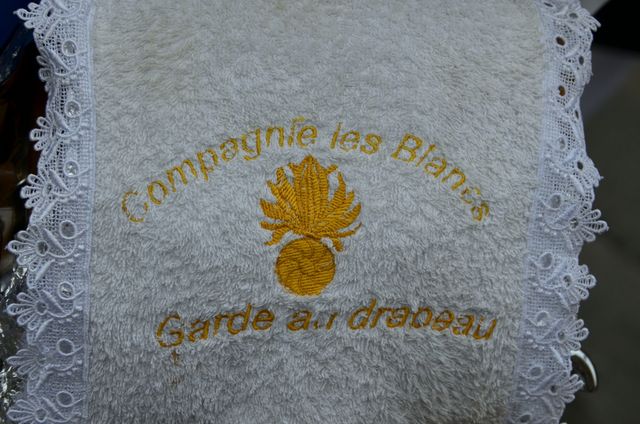 Compagnie les Blancs
Garde au drapeau